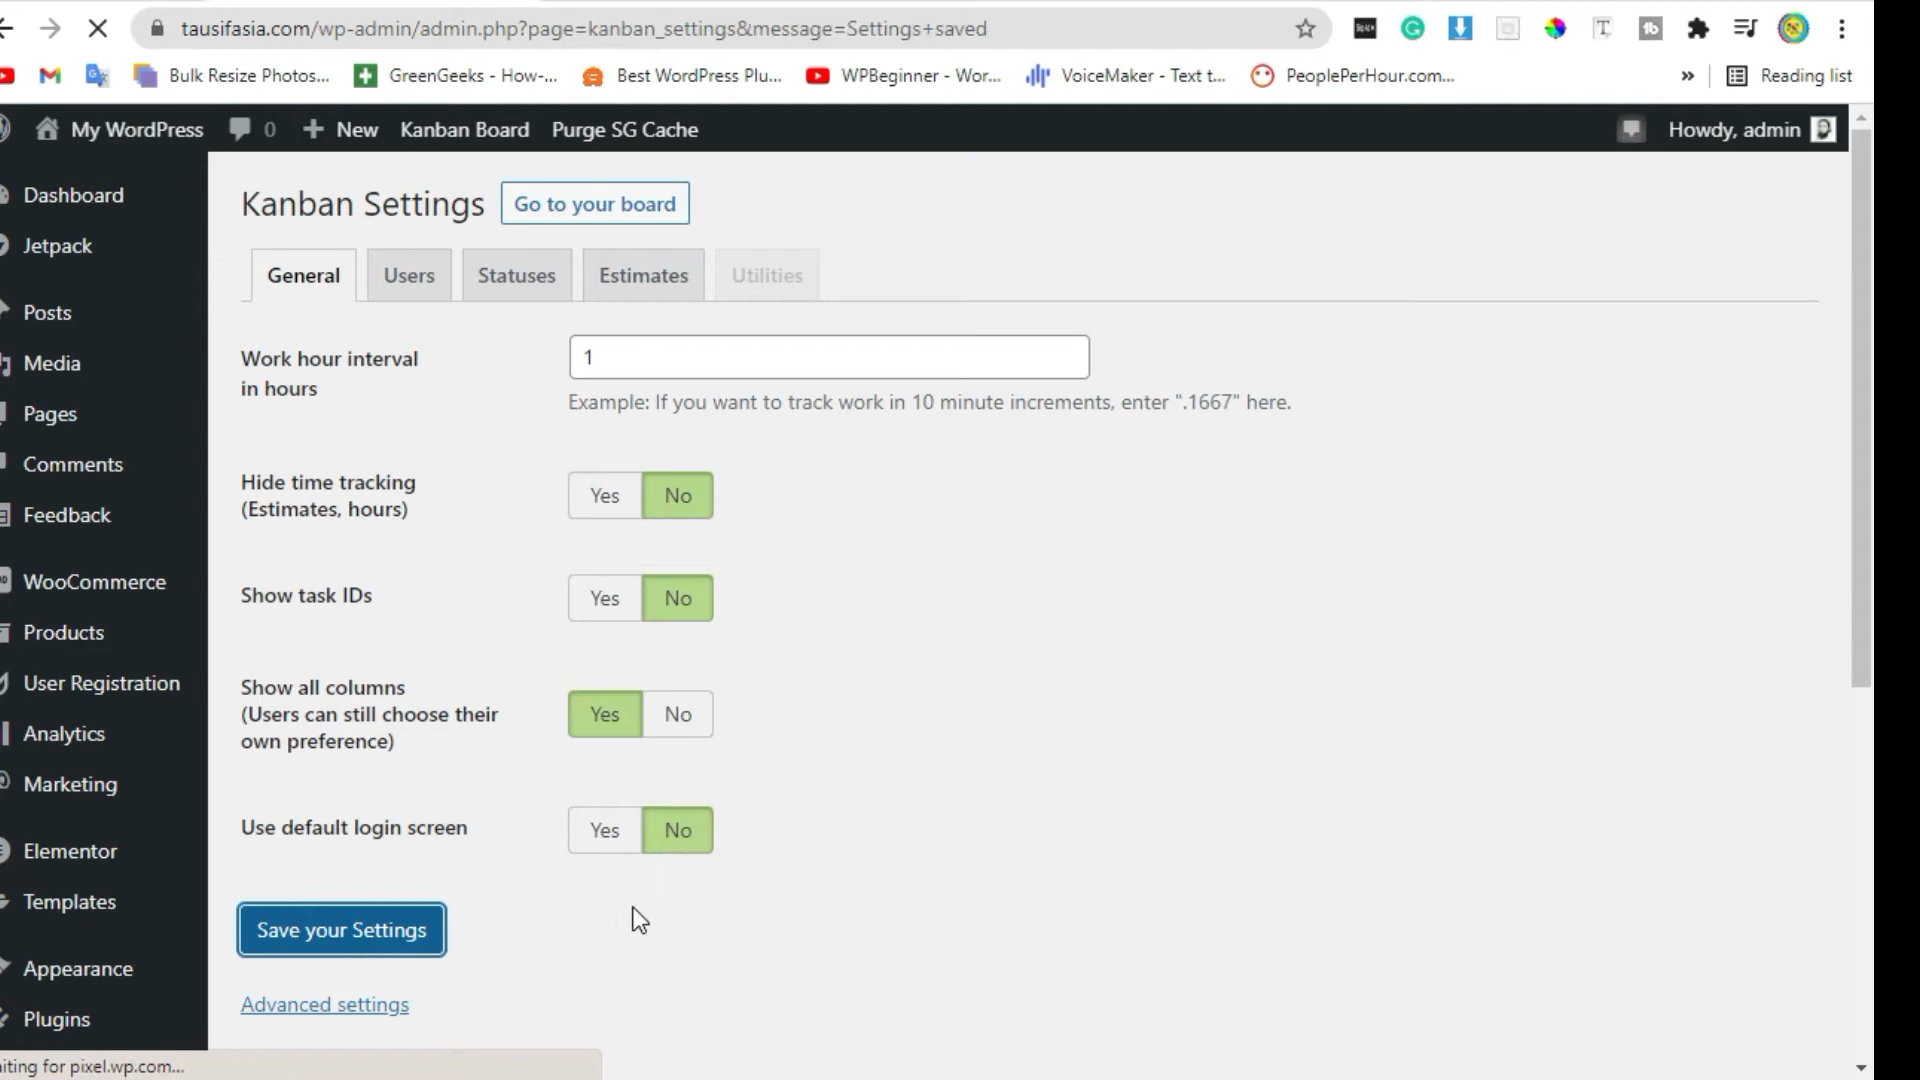 tausifasia.com/wp-admin/admin.php?page=kanban_settings&message=Settings+saved
Bulk Resize Photos...
GreenGeeks - How-...
Best WordPress Plu...
WPBeginner - Wor...
VoiceMaker - Text t...
PeoplePerHour.com...
»
Reading list
My WordPress
0
New
Kanban Board
Purge SG Cache
Howdy, admin
Dashboard
Jetpack
Posts
Media
Pages
Comments
Feedback
WooCommerce
Products
User Registration
Analytics
Marketing
Elementor
Templates
Appearance
Plugins
Kanban Settings
Go to your board
General
Users
Statuses
Estimates
Utilities
Work hour interval
in hours
1
Example: If you want to track work in 10 minute increments, enter ".1667" here.
Hide time tracking
(Estimates, hours)
Yes No
Show task IDs
Yes No
Show all columns
(Users can still choose their
own preference)
Yes No
Use default login screen
Yes No
Save your Settings
Advanced settings
iting for pixel.wp.com...